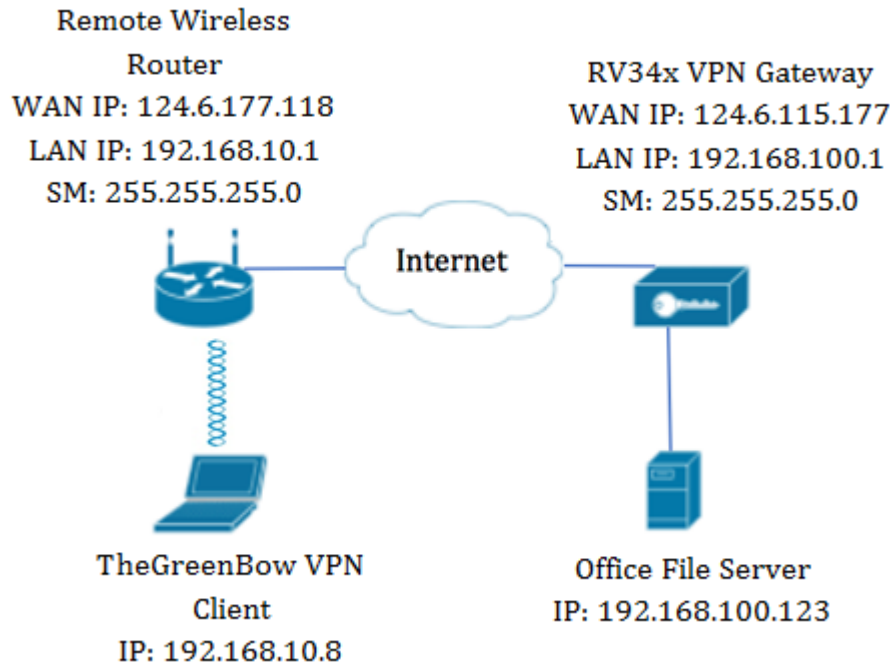 Remote Wireless
Router
WAN IP: 124.6.177.118
LAN IP: 192.168.10.1
SM: 255.255.255.0
RV34x VPN Gateway
WAN IP: 124.6.115.177
LAN IP: 192.168.100.1
SM: 255.255.255.0
Internet
TheGreenBow VPN
Client
IP: 192.168.10.8
Office File Server
IP: 192.168.100.123